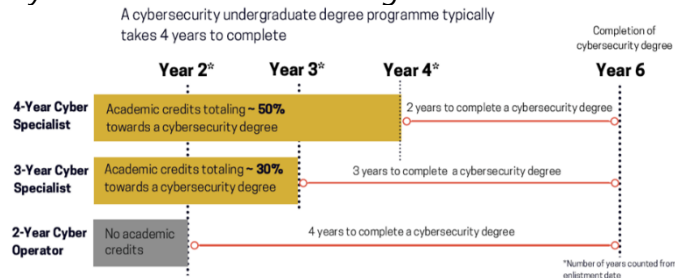 A cybersecurity undergraduate degree programme typically
takes 4 years to complete
Completion of
cybersecurity degree
Year 2*
Year 3*
Year 4*
Year 6
4-Year Cyber
Specialist
Academic credits totaling ~ 50%
towards a cybersecurity degree
2 years to complete a cybersecurity degree
3-Year Cyber
Specialist
Academic credits totaling ~ 30%
towards a cybersecurity degree
3 years to complete a cybersecurity degree
2-Year Cyber
Operator
No academic
credits
4 years to complete a cybersecurity degree
*Number of years counted from
enlistment date